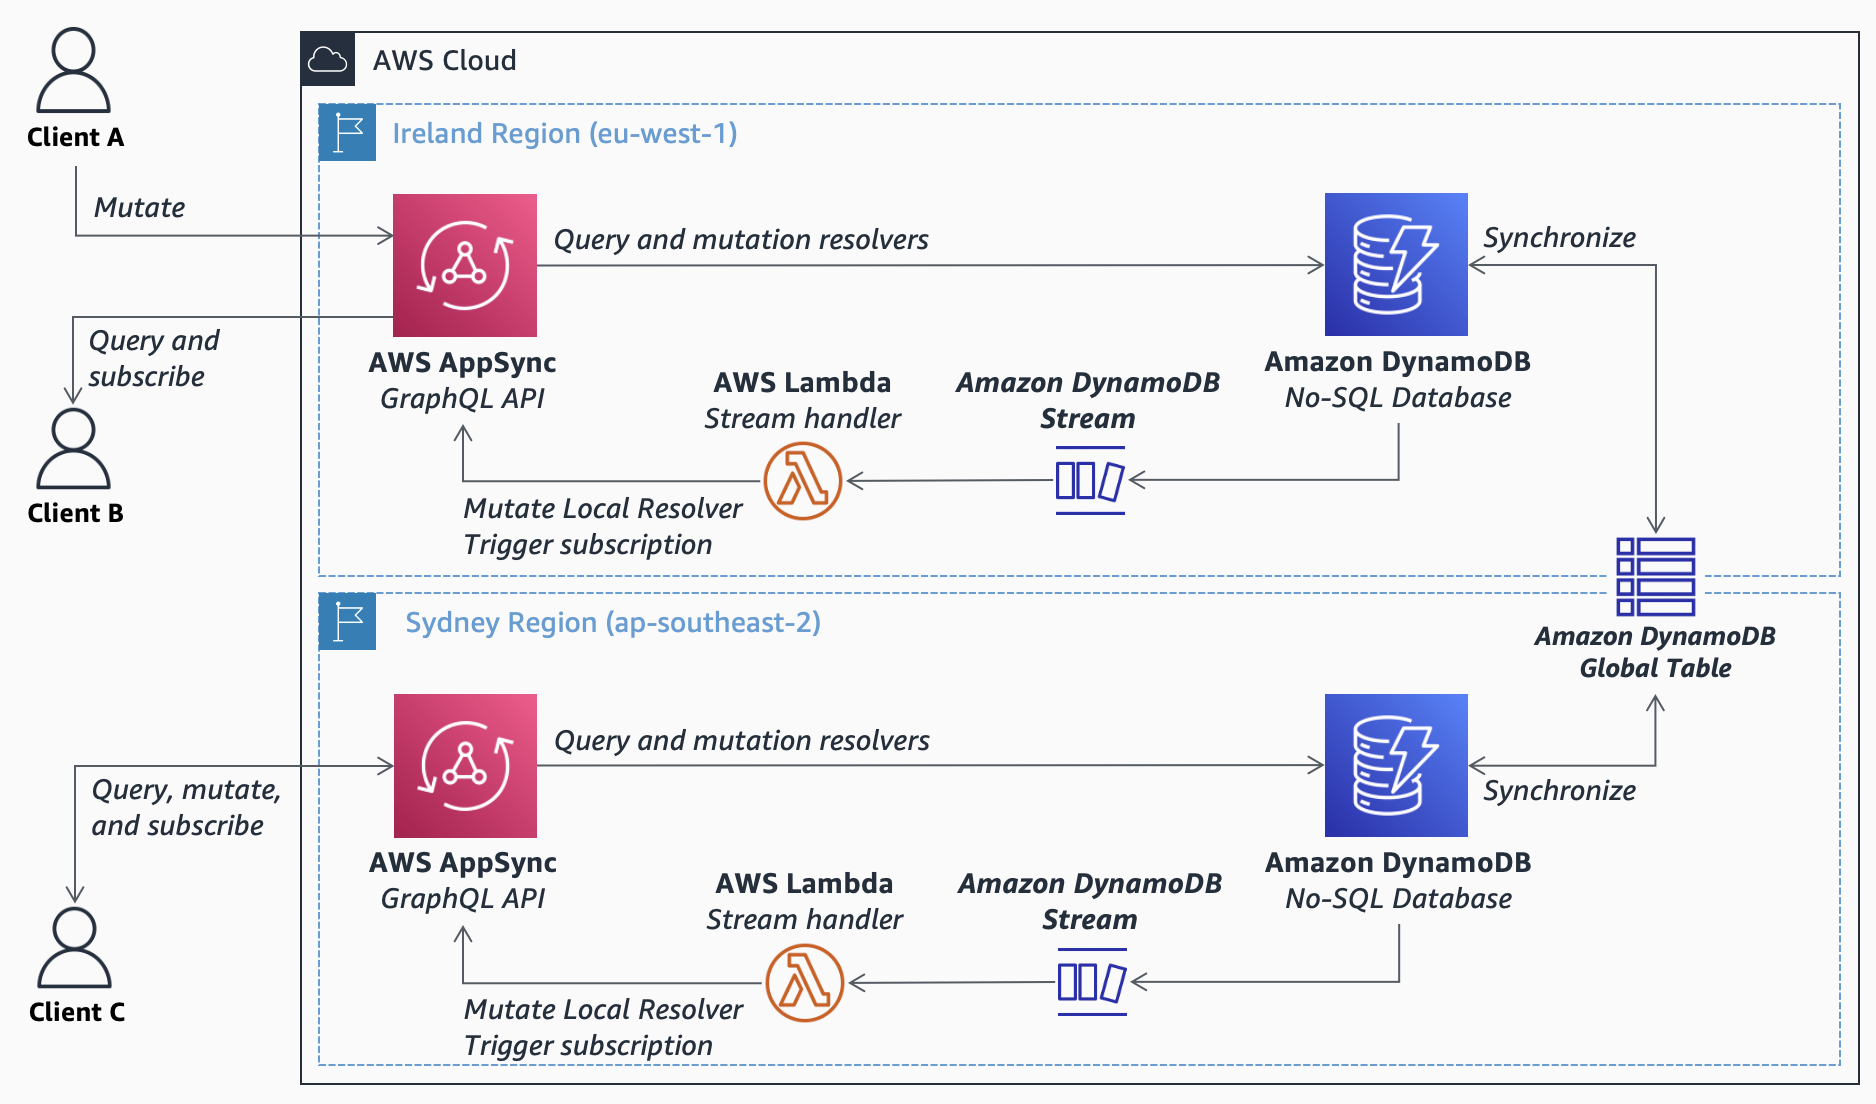 Client A
AWS Cloud
Ireland Region (eu-west-1)
Mutate
Query and mutation resolvers
Synchronize
Query and
subscribe
AWS AppSync
GraphQL API
AWS Lambda
Stream handler
Amazon DynamoDB
Stream
Amazon DynamoDB
No-SQL Database
Client B
Mutate Local Resolver
Trigger subscription
Amazon DynamoDB
Global Table
Sydney Region (ap-southeast-2)
Query and mutation resolvers
Synchronize
Query, mutate,
and subscribe
AWS AppSync
GraphQL API
AWS Lambda
Stream handler
Amazon DynamoDB
Stream
Amazon DynamoDB
No-SQL Database
Client C
Mutate Local Resolver
Trigger subscription